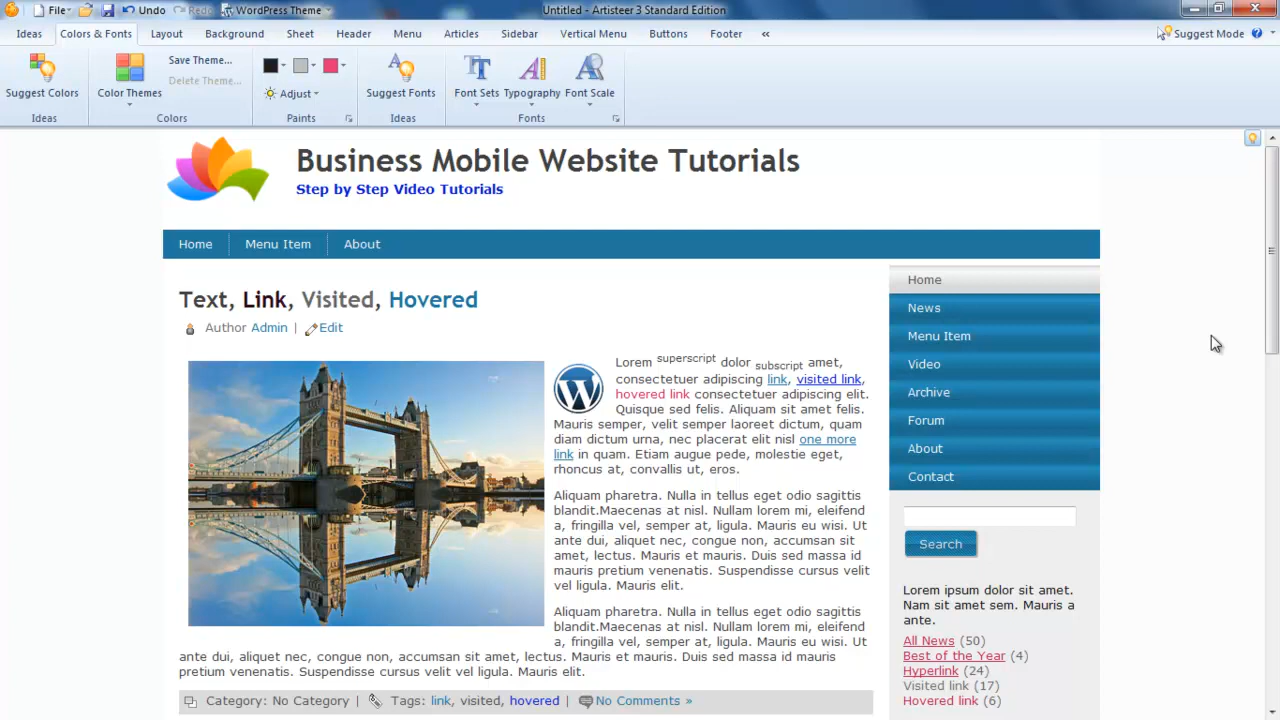 File Undo Redo WordPress Theme Untitled - Artisteer 3 Standard Edition
Ideas Colors & Fonts Layout Background Sheet Header Menu Articles Sidebar Vertical Menu Buttons Footer « Suggest Mode
Suggest Colors Color Themes Save Theme... Delete Theme... Adjust Suggest Fonts Font Sets Typography Font Scale
Ideas Colors Paints Ideas Fonts
Business Mobile Website Tutorials
Step by Step Video Tutorials
Home Menu Item About
Text, Link, Visited, Hovered
Author Admin | Edit
Lorem superscript dolor subscript amet,
consectetuer adipiscing link, visited link,
hovered link consectetuer adipiscing elit.
Quisque sed felis. Aliquam sit amet felis.
Mauris semper, velit semper laoreet dictum, quam
diam dictum urna, nec placerat elit nisl one more
link in quam. Etiam augue pede, molestie eget,
rhoncus at, convallis ut, eros.
Aliquam pharetra. Nulla in tellus eget odio sagittis
blandit.Maecenas at nisl. Nullam lorem mi, eleifend
a, fringilla vel, semper at, ligula. Mauris eu wisi. Ut
ante dui, aliquet nec, congue non, accumsan sit
amet, lectus. Mauris et mauris. Duis sed massa id
mauris pretium venenatis. Suspendisse cursus velit
vel ligula. Mauris elit.
Aliquam pharetra. Nulla in tellus eget odio sagittis
blandit.Maecenas at nisl. Nullam lorem mi, eleifend
a, fringilla vel, semper at, ligula. Mauris eu wisi. Ut
ante dui, aliquet nec, congue non, accumsan sit amet, lectus. Mauris et mauris. Duis sed massa id mauris
pretium venenatis. Suspendisse cursus velit vel ligula. Mauris elit.
Category: No Category | Tags: link, visited, hovered | No Comments »
Home
News
Menu Item
Video
Archive
Forum
About
Contact
Search
Lorem ipsum dolor sit amet.
Nam sit amet sem. Mauris a
ante.
All News (50)
Best of the Year (4)
Hyperlink (24)
Visited link (17)
Hovered link (6)